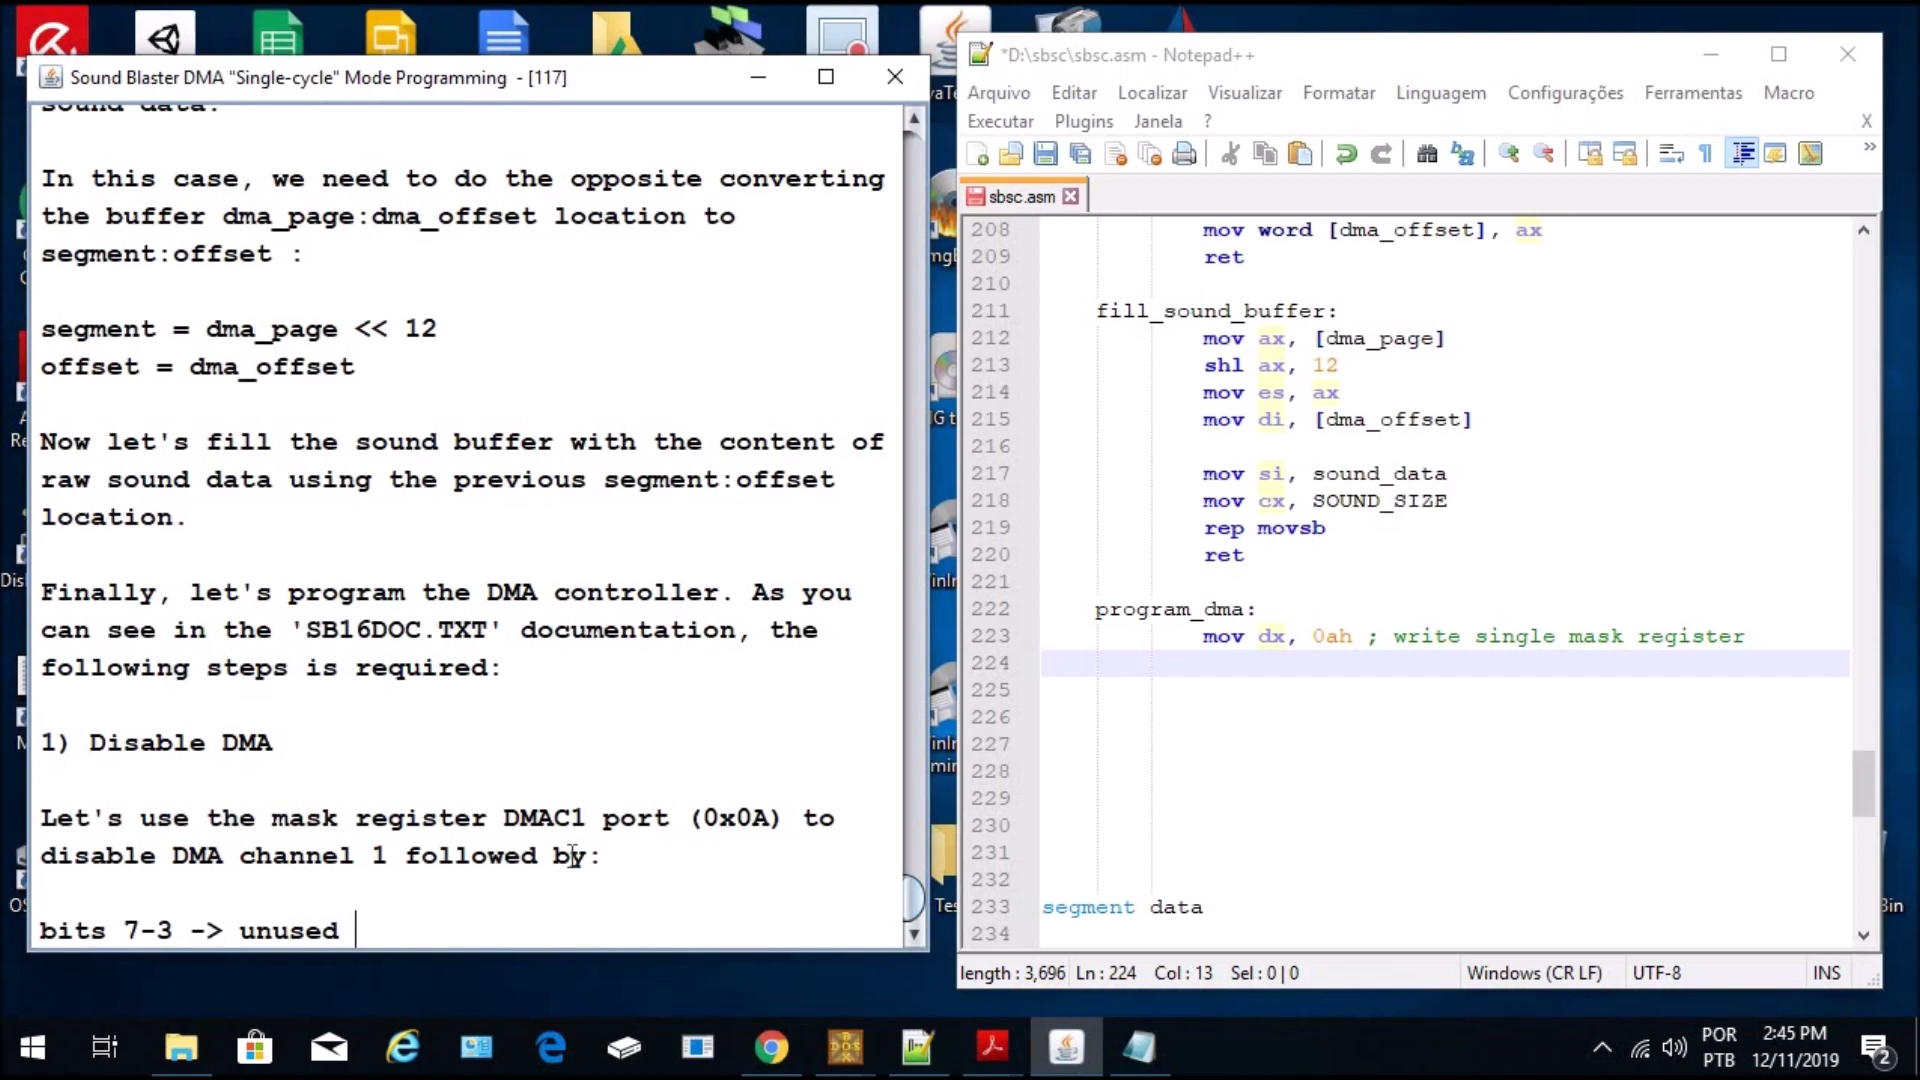 Sound Blaster DMA "Single-cycle" Mode Programming - [117]
sound data.
In this case, we need to do the opposite converting
the buffer dma_page:dma_offset location to
segment:offset :
segment = dma_page << 12
offset = dma_offset
Now let's fill the sound buffer with the content of
raw sound data using the previous segment:offset
location.
Finally, let's program the DMA controller. As you
can see in the 'SB16DOC.TXT' documentation, the
following steps is required:
1) Disable DMA
Let's use the mask register DMAC1 port (0x0A) to
disable DMA channel 1 followed by:
bits 7-3 -> unused
*D:\sbsc\sbsc.asm - Notepad++
Arquivo Editar Localizar Visualizar Formatar Linguagem Configurações Ferramentas Macro
Executar Plugins Janela ? X
sbsc.asm
208 mov word [dma_offset], ax
209 ret
210
211 fill_sound_buffer:
212 mov ax, [dma_page]
213 shl ax, 12
214 mov es, ax
215 mov di, [dma_offset]
216
217 mov si, sound_data
218 mov cx, SOUND_SIZE
219 rep movsb
220 ret
221
222 program_dma:
223 mov dx, 0ah ; write single mask register
224
225
226
227
228
229
230
231
232
233 segment data
234
length : 3,696 Ln : 224 Col : 13 Sel : 0 | 0 Windows (CR LF) UTF-8 INS
POR
PTB
2:45 PM
12/11/2019
2